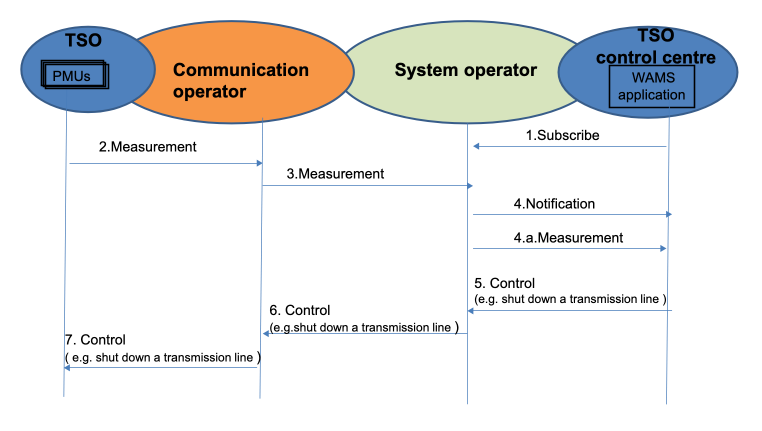 TSO
PMUs
Communication
operator
System operator
TSO
control centre
WAMS
application
1.Subscribe
2.Measurement
3.Measurement
4.Notification
4.a.Measurement
5. Control
(e.g. shut down a transmission line )
6. Control
(e.g.shut down a transmission line )
7. Control
( e.g. shut down a transmission line )